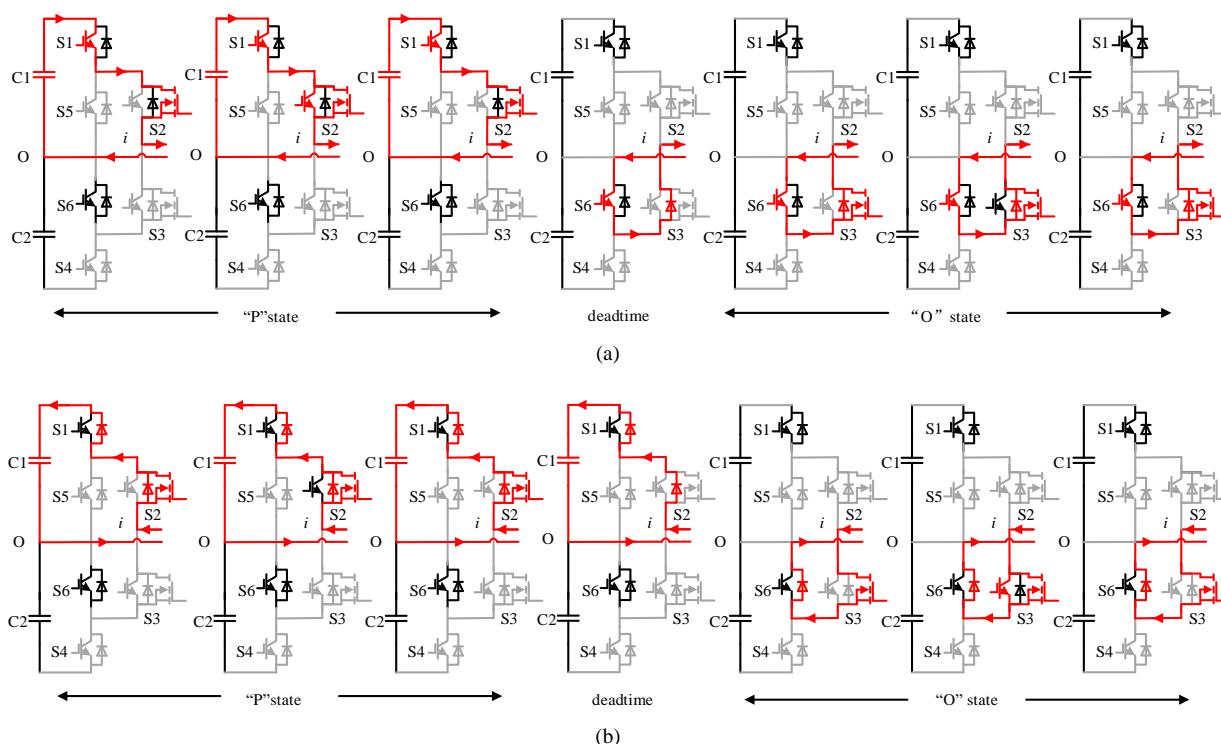 S1 S1 S1 S1 S1 S1 S1
C1 C1 C1 C1 C1 C1 C1
S5 S5 S5 S5 S5 S5 S5
S2 S2 S2 S2 S2 S2 S2
i i i i i i i
O O O O O O O
S6 S6 S6 S6 S6 S6 S6
C2 C2 C2 C2 C2 C2 C2
S3 S3 S3 S3 S3 S3 S3
S4 S4 S4 S4 S4 S4 S4
“P”state deadtime “O” state
(a)
S1 S1 S1 S1 S1 S1 S1
C1 C1 C1 C1 C1 C1 C1
S5 S5 S5 S5 S5 S5 S5
S2 S2 S2 S2 S2 S2 S2
i i i i i i i
O O O O O O O
S6 S6 S6 S6 S6 S6 S6
C2 C2 C2 C2 C2 C2 C2
S3 S3 S3 S3 S3 S3 S3
S4 S4 S4 S4 S4 S4 S4
“P”state deadtime “O” state
(b)